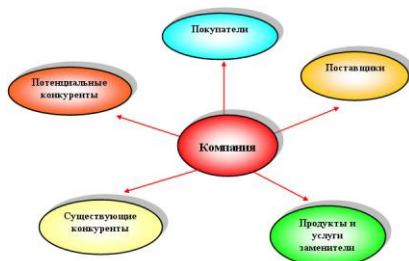 Покупатели
Поставщики
Потенциальные
конкуренты
Компания
Существующие
конкуренты
Продукты и
услуги
заменители